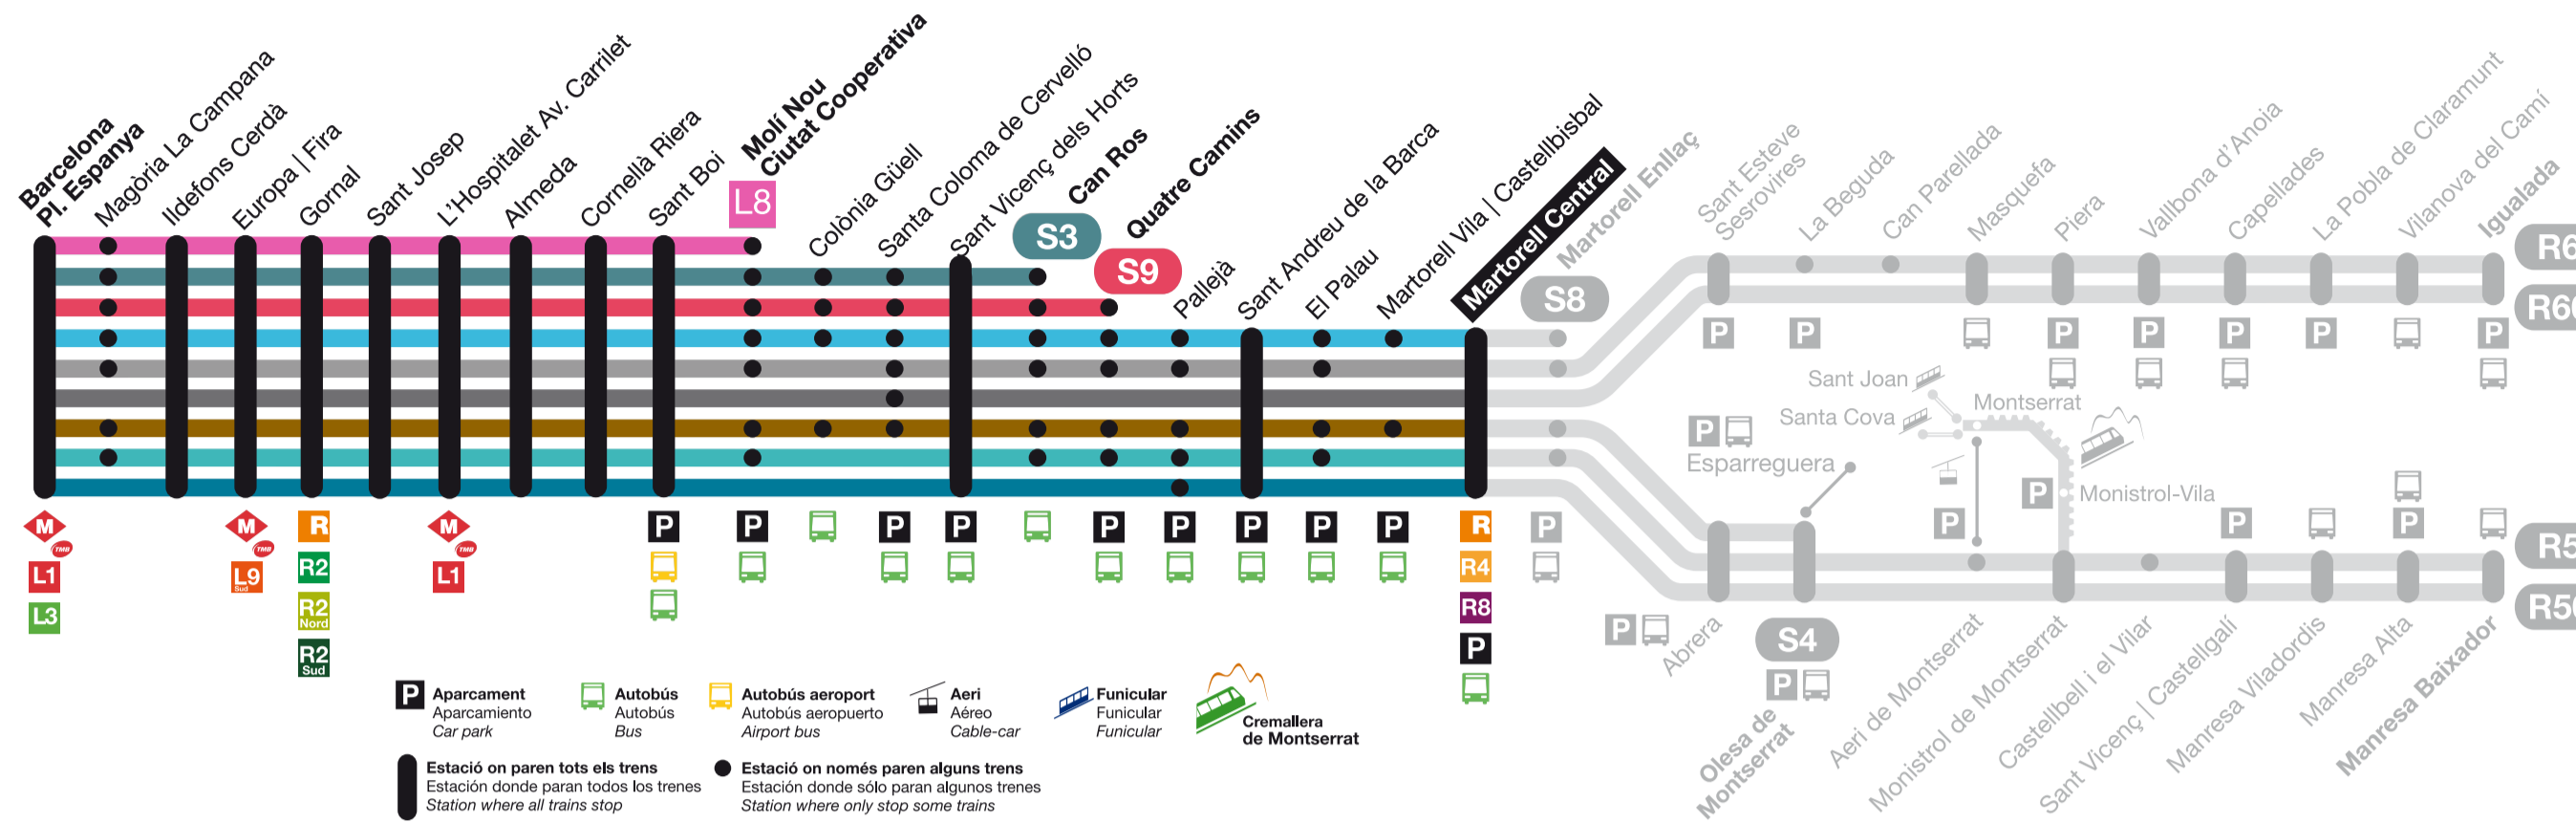 Barcelona
Pl. Espanya
Magòria La Campana
Ildefons Cerdà
Europa | Fira
Gornal
Sant Josep
L'Hospitalet Av. Carrilet
Almeda
Cornellà Riera
Sant Boi
Molí Nou
Ciutat Cooperativa
L8
Colònia Güell
Santa Coloma de Cervelló
Sant Vicenç dels Horts
Can Ros
S3
Quatre Camins
S9
Pallejà
Sant Andreu de la Barca
El Palau
Martorell Vila | Castellbisbal
Martorell Central
Martorell Enllaç
S8
Sant Esteve
Sesrovires
La Beguda
Can Parellada
Masquefa
Piera
Vallbona d'Anoia
Capellades
La Pobla de Claramunt
Vilanova del Camí
Igualada
R6
R60
P
P
P
P
P
P
P
Sant Joan
Santa Cova
Montserrat
P
Esparreguera
P
P
Monistrol-Vila
P
P
R5
R50
M
TMB
L1
L3
M
TMB
L9
Sud
R
R2
R2
Nord
R2
Sud
M
TMB
L1
P
P
P
P
P
P
P
P
P
R
R4
R8
P
P
P
Abrera
S4
P
Olesa de
Montserrat
Aeri de Montserrat
Monistrol de Montserrat
Castellbell i el Vilar
Sant Vicenç | Castellgalí
Manresa Viladordis
Manresa Alta
Manresa Baixador
P
Aparcament
Aparcamiento
Car park
Autobús
Autobús
Bus
Autobús aeroport
Autobús aeropuerto
Airport bus
Aeri
Aéreo
Cable-car
Funicular
Funicular
Funicular
Cremallera
de Montserrat
Estació on paren tots els trens
Estación donde paran todos los trenes
Station where all trains stop
Estació on només paren alguns trens
Estación donde sólo paran algunos trenes
Station where only stop some trains